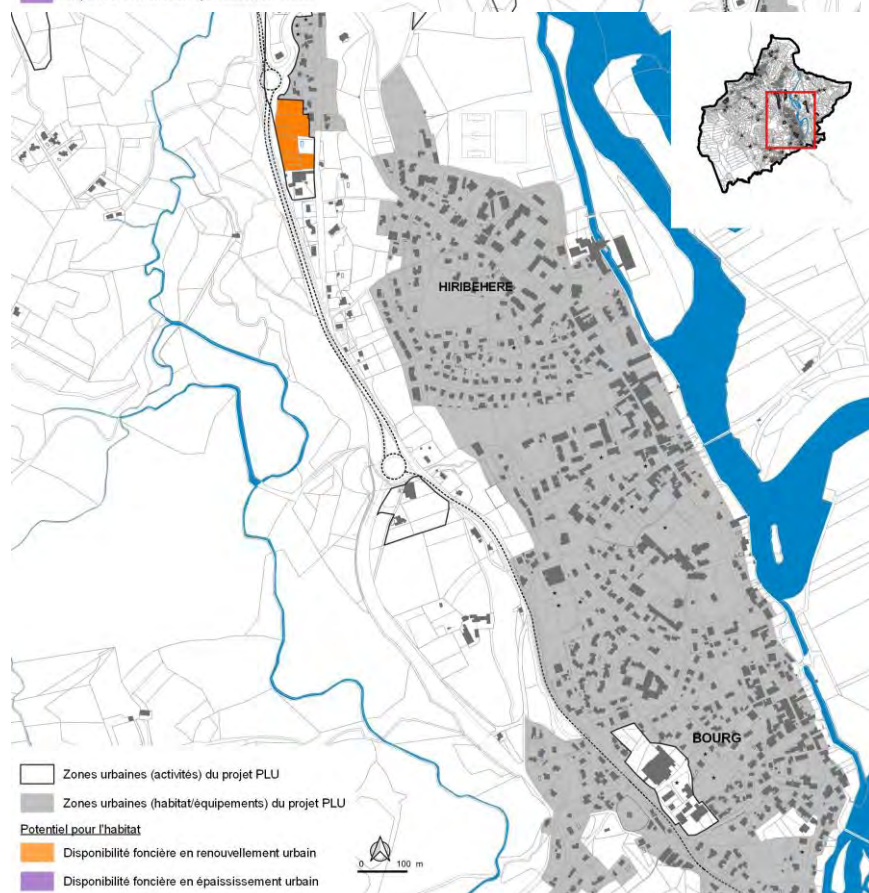 HIRIBEHERE
BOURG
Zones urbaines (activités) du projet PLU
Zones urbaines (habitat/équipements) du projet PLU
Potentiel pour l'habitat
Disponibilité foncière en renouvellement urbain
Disponibilité foncière en épaississement urbain
0 100 m